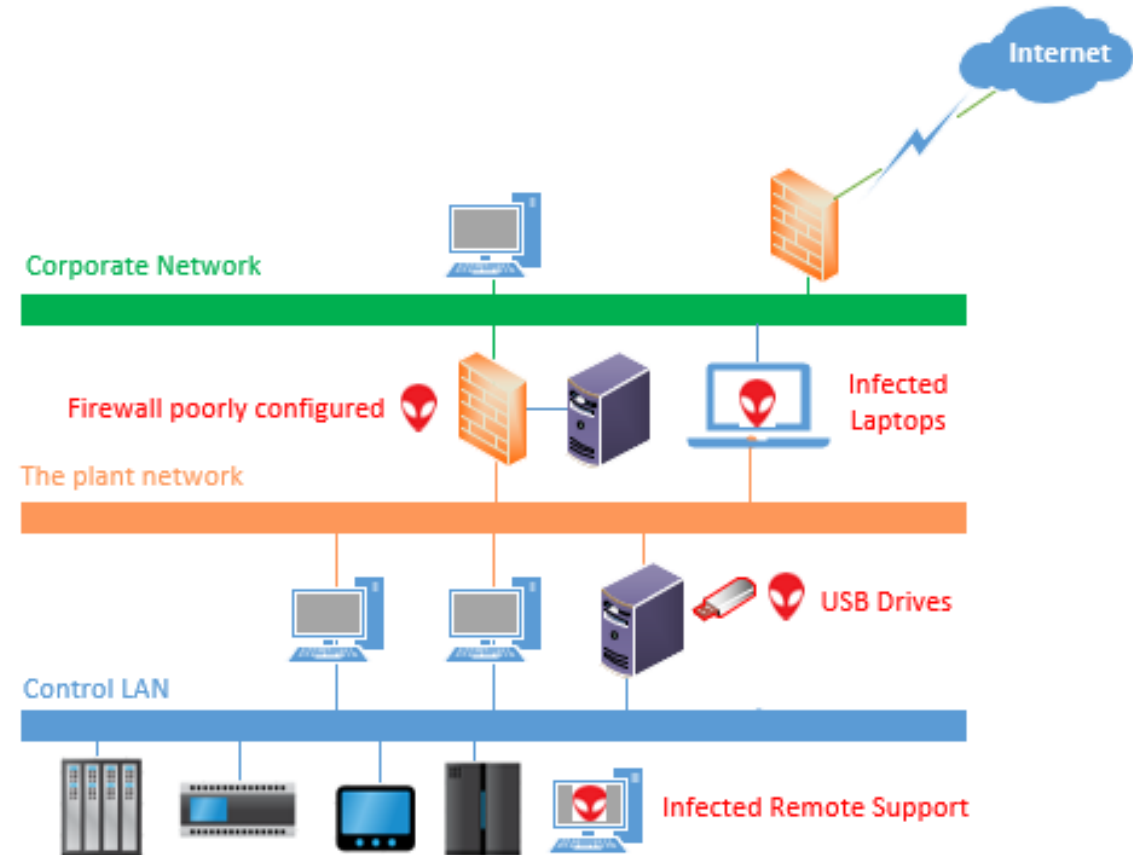 Internet
Corporate Network
Firewall poorly configured
Infected
Laptops
The plant network
USB Drives
Control LAN
Infected Remote Support